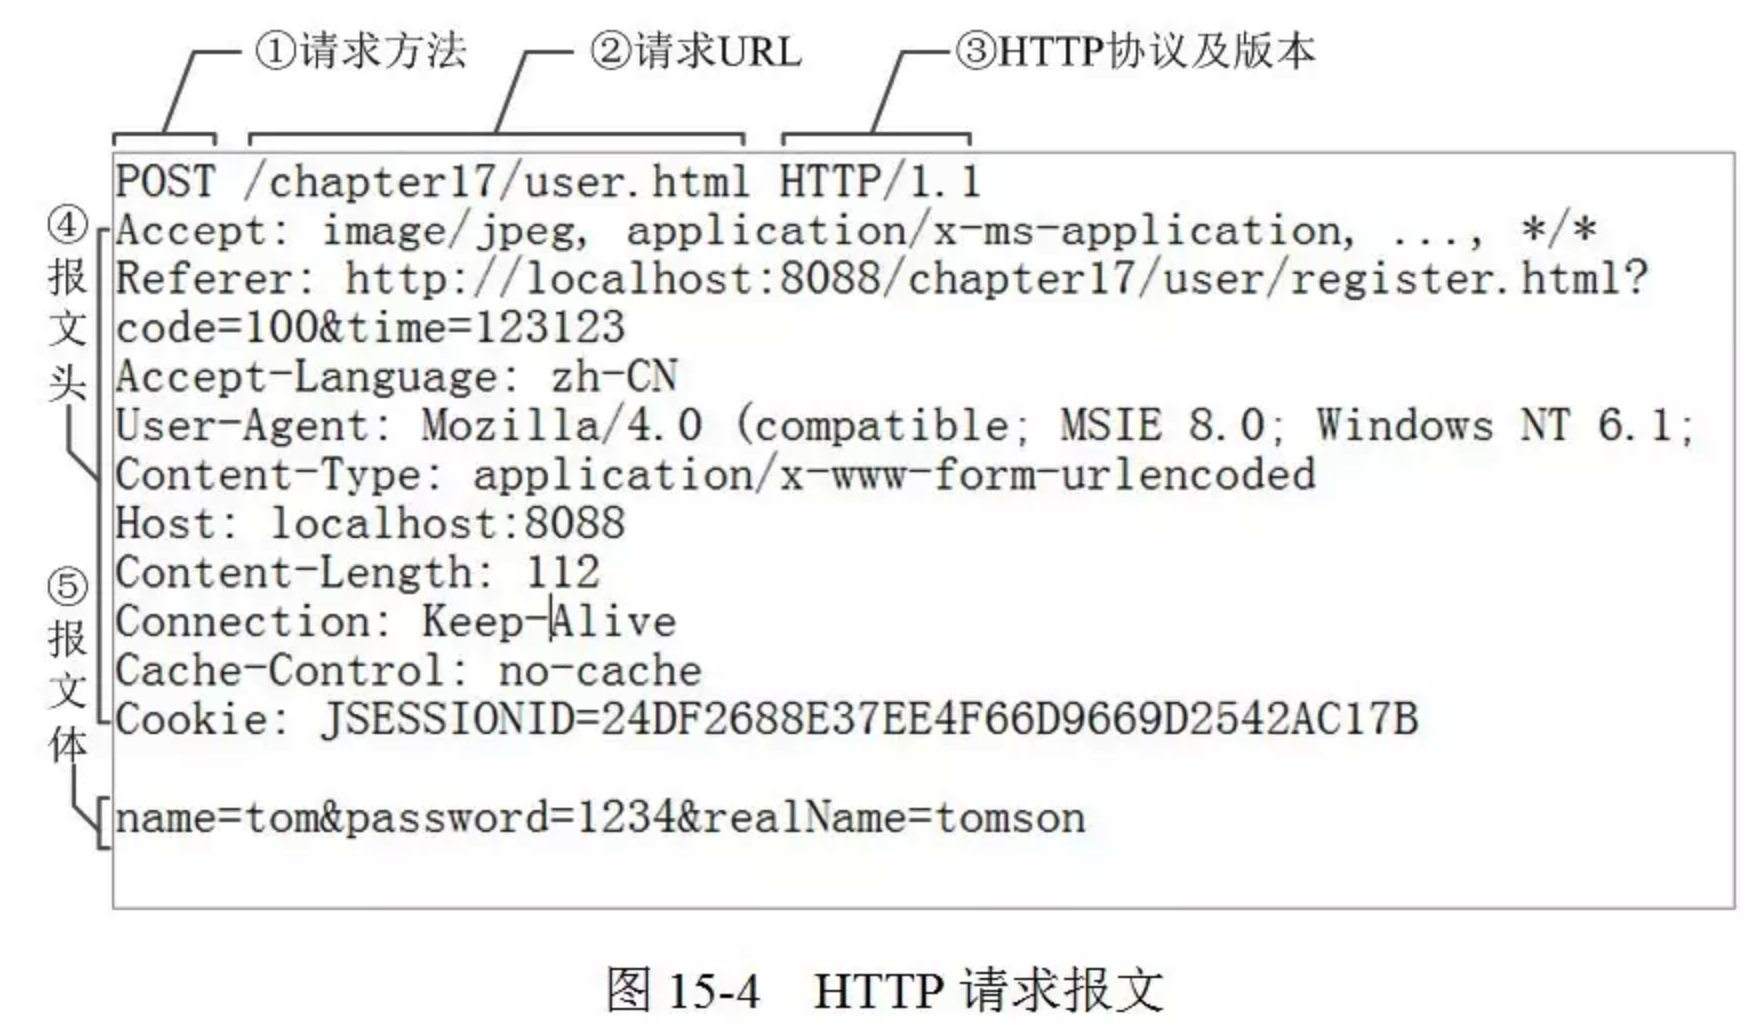 ①请求方法 ②请求URL ③HTTP协议及版本
POST /chapter17/user.html HTTP/1.1
Accept: image/jpeg, application/x-ms-application, ..., */*
Referer: http://localhost:8088/chapter17/user/register.html?
code=100&time=123123
Accept-Language: zh-CN
User-Agent: Mozilla/4.0 (compatible; MSIE 8.0; Windows NT 6.1;
Content-Type: application/x-www-form-urlencoded
Host: localhost:8088
Content-Length: 112
Connection: Keep-Alive
Cache-Control: no-cache
Cookie: JSESSIONID=24DF2688E37EE4F66D9669D2542AC17B
name=tom&password=1234&realName=tomson
④报文头
⑤报文体
图 15-4 HTTP 请求报文